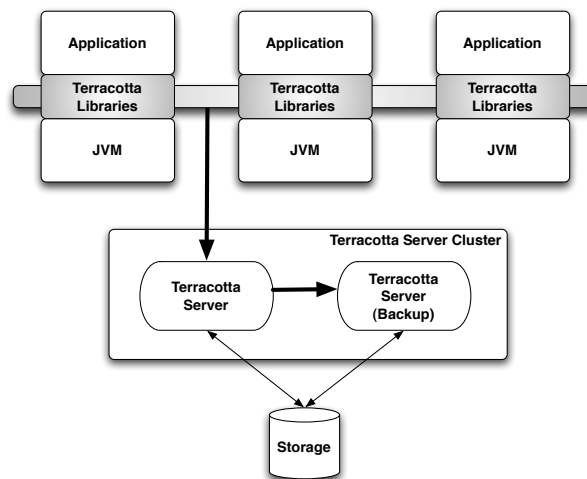 Application
Application
Application
Terracotta
Libraries
Terracotta
Libraries
Terracotta
Libraries
JVM
JVM
JVM
Terracotta Server Cluster
Terracotta
Server
Terracotta
Server
(Backup)
Storage